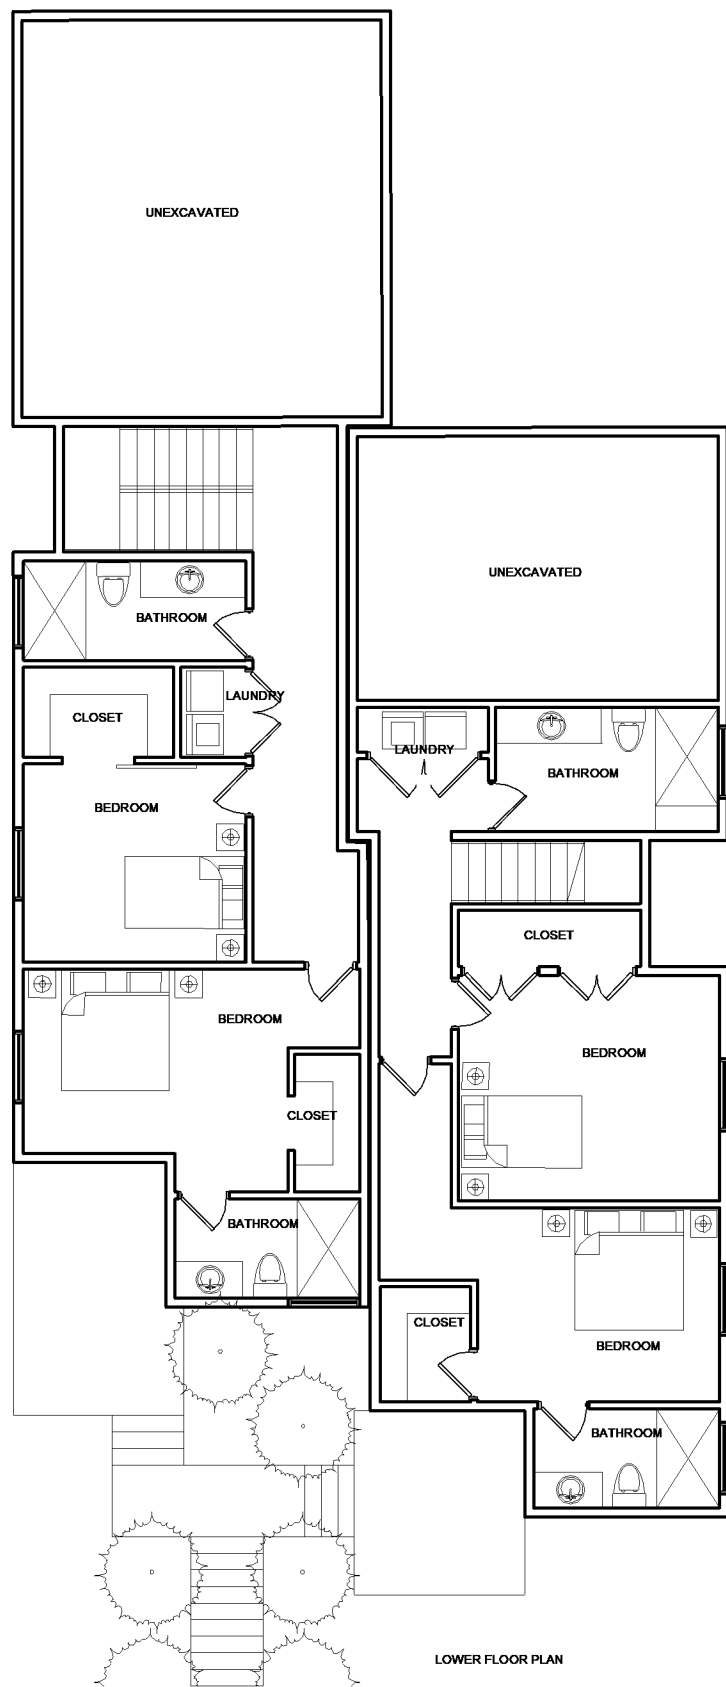 UNEXCAVATED
UNEXCAVATED
BATHROOM
LAUNDRY
CLOSET
LAUNDRY
BATHROOM
BEDROOM
CLOSET
BEDROOM
BEDROOM
CLOSET
BATHROOM
CLOSET
BEDROOM
BATHROOM
LOWER FLOOR PLAN